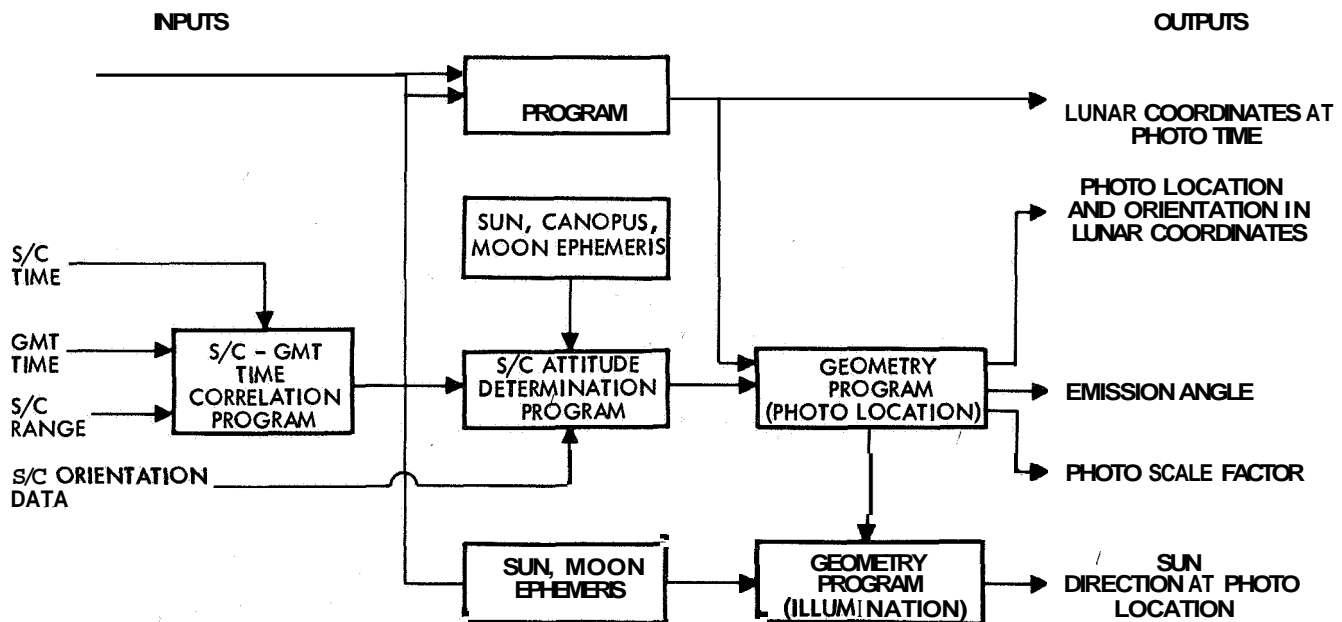 INPUTS
OUTPUTS
PROGRAM
LUNAR COORDINATES AT
PHOTO TIME
SUN, CANOPUS,
MOON EPHEMERIS
PHOTO LOCATION
AND ORIENTATION IN
LUNAR COORDINATES
S/C
TIME
GMT
TIME
S/C
RANGE
S/C - GMT
TIME
CORRELATION
PROGRAM
S/C ATTITUDE
DETERMINATION
PROGRAM
GEOMETRY
PROGRAM
(PHOTO LOCATION)
EMISSION ANGLE
S/C ORIENTATION
DATA
PHOTO SCALE FACTOR
SUN, MOON
EPHEMERIS
GEOMETRY
PROGRAM
(ILLUMINATION)
SUN
DIRECTION AT PHOTO
LOCATION